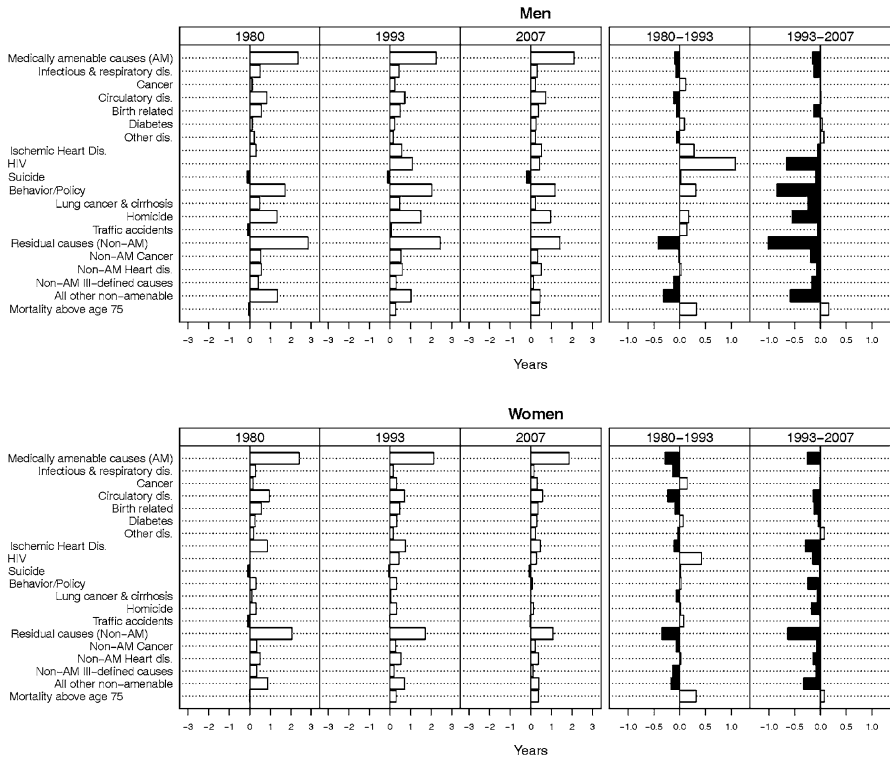 Men
1980 1993 2007 1980−1993 1993−2007
Medically amenable causes (AM)
Infectious & respiratory dis.
Cancer
Circulatory dis.
Birth related
Diabetes
Other dis.
Ischemic Heart Dis.
HIV
Suicide
Behavior/Policy
Lung cancer & cirrhosis
Homicide
Traffic accidents
Residual causes (Non−AM)
Non−AM Cancer
Non−AM Heart dis.
Non−AM Ill−defined causes
All other non−amenable
Mortality above age 75
−3 −2 −1 0 1 2 3 −3 −2 −1 0 1 2 3 −3 −2 −1 0 1 2 3 −1.0 −0.5 0.0 0.5 1.0 −1.0 −0.5 0.0 0.5 1.0
Years
Women
1980 1993 2007 1980−1993 1993−2007
Medically amenable causes (AM)
Infectious & respiratory dis.
Cancer
Circulatory dis.
Birth related
Diabetes
Other dis.
Ischemic Heart Dis.
HIV
Suicide
Behavior/Policy
Lung cancer & cirrhosis
Homicide
Traffic accidents
Residual causes (Non−AM)
Non−AM Cancer
Non−AM Heart dis.
Non−AM Ill−defined causes
All other non−amenable
Mortality above age 75
−3 −2 −1 0 1 2 3 −3 −2 −1 0 1 2 3 −3 −2 −1 0 1 2 3 −1.0 −0.5 0.0 0.5 1.0 −1.0 −0.5 0.0 0.5 1.0
Years